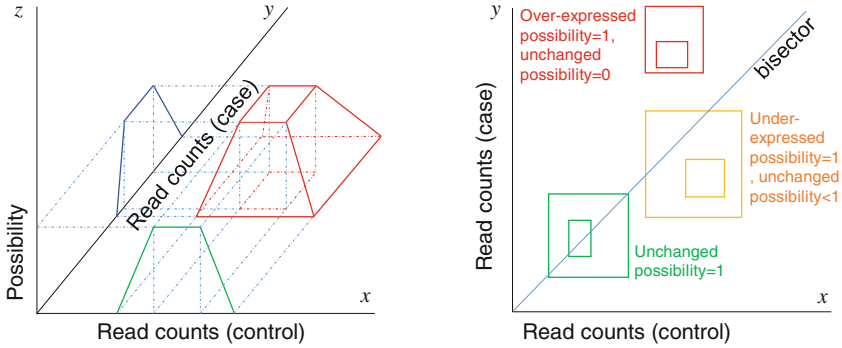 z
y
Read counts (case)
Possibility
x
Read counts (control)
y
Over-expressed
possibility=1,
unchanged
possibility=0
bisector
Read counts (case)
Under-
expressed
possibility=1
, unchanged
possibility<1
Unchanged
possibility=1
x
Read counts (control)